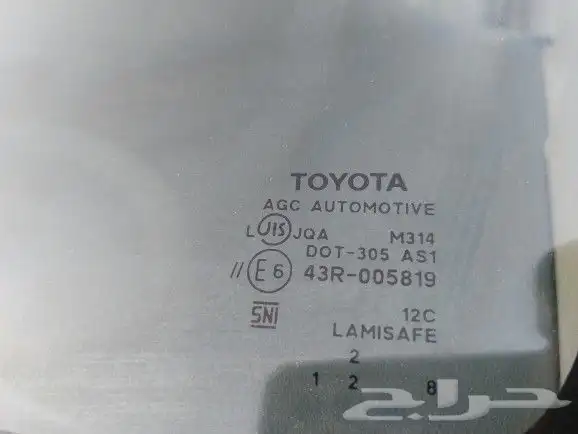 TOYOTA
AGC AUTOMOTIVE
L JIS JQA M314
DOT-305 AS1
//E6 43R-005819
SNI 12C
LAMISAFE
2
1 2 8
حراج